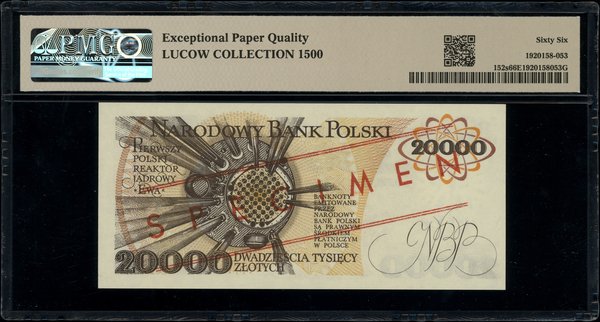 PMG
PAPER MONEY GUARANTY
Exceptional Paper Quality
LUCOW COLLECTION 1500
Sixty Six
1920158-053
152s66E1920158053G
NARODOWY BANK POLSKI
PIERWSZY
POLSKI
REAKTOR
JĄDROWY
"EWA"
20000
SPECIMEN
BANKNOTY
EMITOWANE
PRZEZ
NARODOWY
BANK POLSKI
SĄ PRAWNYM
ŚRODKIEM
PŁATNICZYM
W POLSCE
20000
DWADZIEŚCIA TYSIĘCY
ZŁOTYCH
NBP